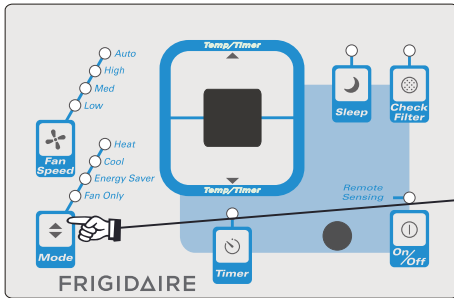 Temp/Timer
Auto
High
Med
Low
Fan
Speed
Sleep
Check
Filter
Heat
Cool
Energy Saver
Fan Only
Temp/Timer
Remote
Sensing
Mode
Timer
On/Off
FRIGIDAIRE